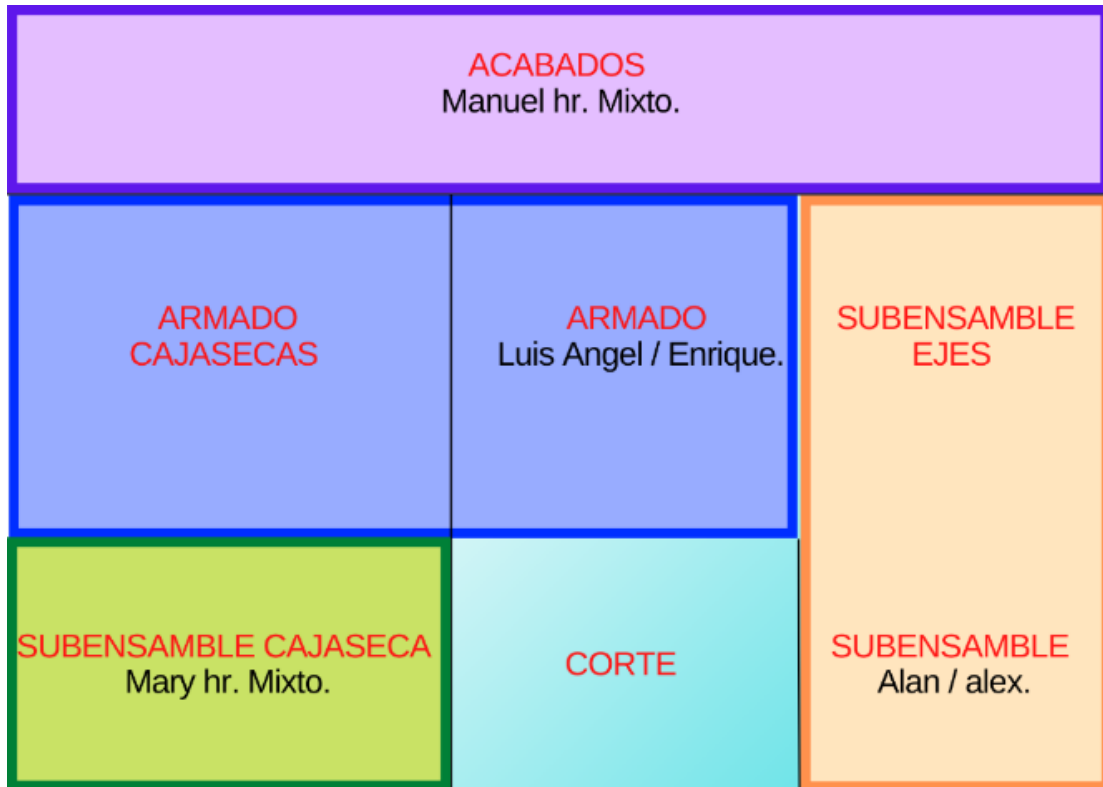 ACABADOS
Manuel hr. Mixto.
ARMADO
CAJASECAS
ARMADO
Luis Angel / Enrique.
SUBENSAMBLE
EJES
SUBENSAMBLE CAJASECA
Mary hr. Mixto.
CORTE
SUBENSAMBLE
Alan / alex.